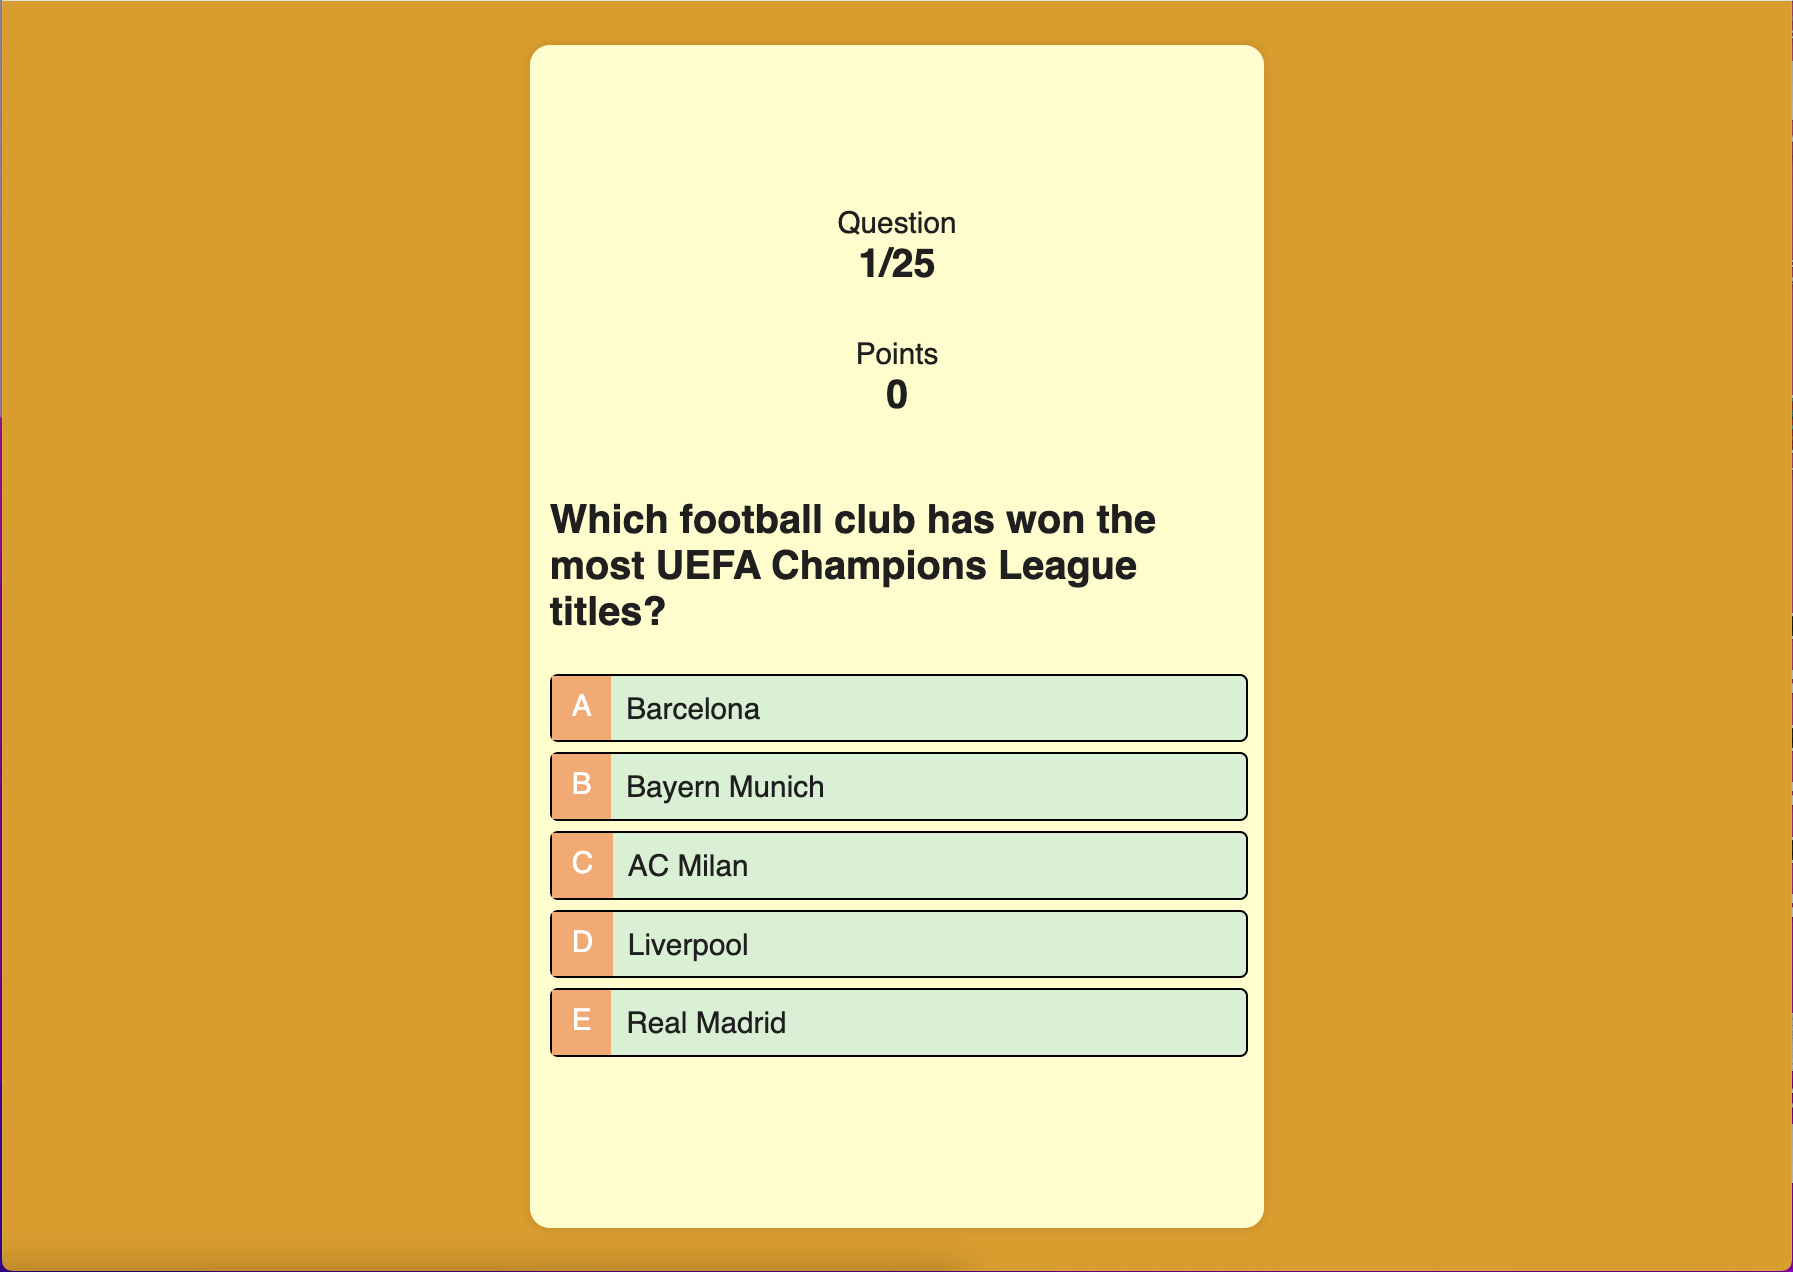 Question
1/25
Points
0
Which football club has won the
most UEFA Champions League
titles?
A Barcelona
B Bayern Munich
C AC Milan
D Liverpool
E Real Madrid